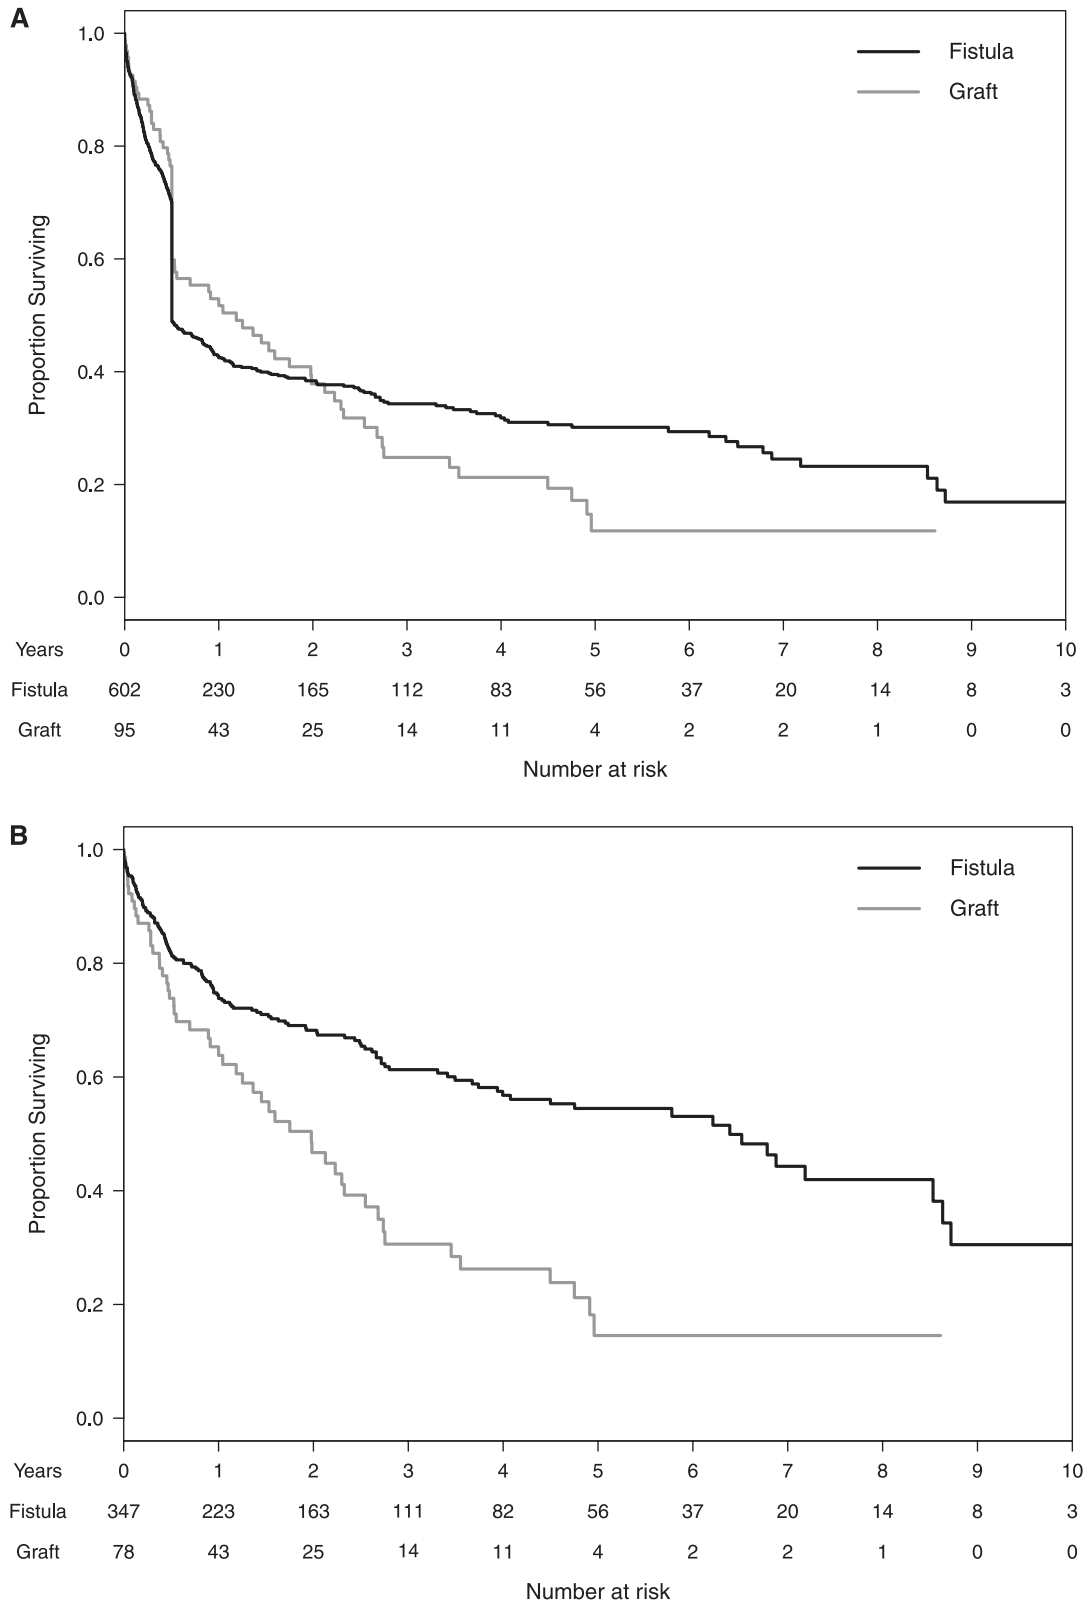 A
Fistula
Graft
Proportion Surviving
1.0
0.8
0.6
0.4
0.2
0.0
Years 0 1 2 3 4 5 6 7 8 9 10
Fistula 602 230 165 112 83 56 37 20 14 8 3
Graft 95 43 25 14 11 4 2 2 1 0 0
Number at risk
B
Fistula
Graft
Proportion Surviving
1.0
0.8
0.6
0.4
0.2
0.0
Years 0 1 2 3 4 5 6 7 8 9 10
Fistula 347 223 163 111 82 56 37 20 14 8 3
Graft 78 43 25 14 11 4 2 2 1 0 0
Number at risk